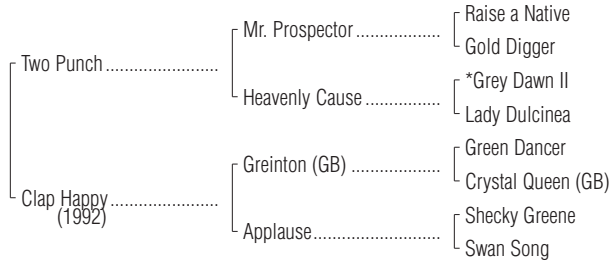 Raise a Native
Mr. Prospector ..................
Gold Digger
Two Punch ........................
*Grey Dawn II
Heavenly Cause ................
Lady Dulcinea
Green Dancer
Greinton (GB) ...................
Crystal Queen (GB)
Clap Happy .......................
(1992)
Shecky Greene
Applause...........................
Swan Song